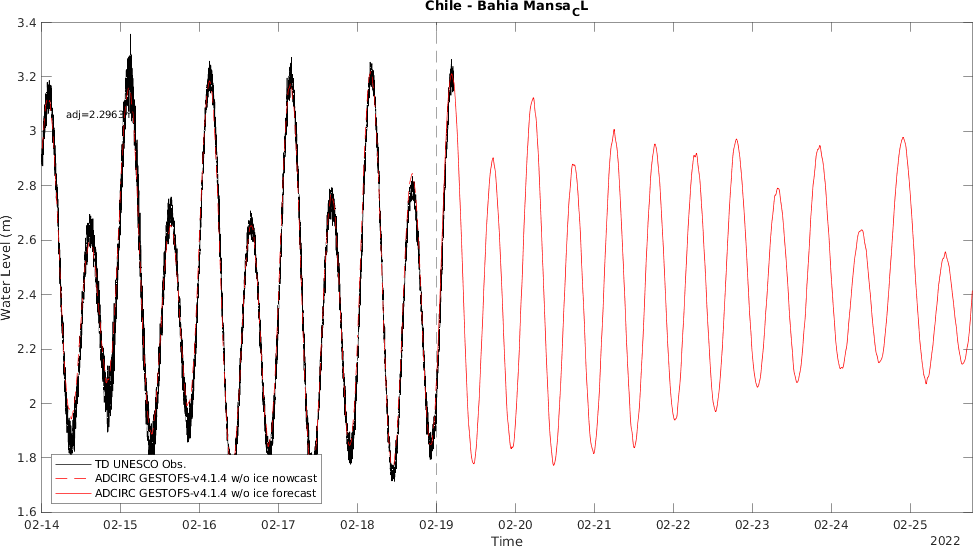 Chile - Bahia Mansa_CL
3.4
3.2
3
2.8
2.6
2.4
2.2
2
1.8
1.6
Water Level (m)
adj=2.2963
TD UNESCO Obs.
ADCIRC GESTOFS-v4.1.4 w/o ice nowcast
ADCIRC GESTOFS-v4.1.4 w/o ice forecast
02-14 02-15 02-16 02-17 02-18 02-19 02-20 02-21 02-22 02-23 02-24 02-25
Time
2022